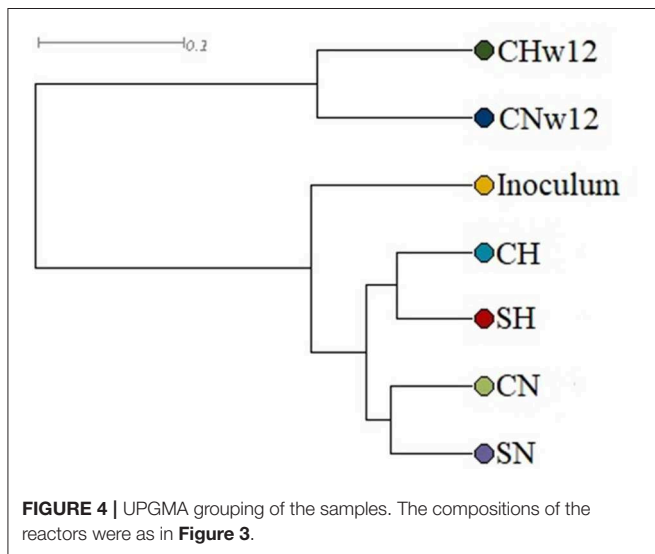 0.2
CHw12
CNw12
Inoculum
CH
SH
CN
SN
FIGURE 4 | UPGMA grouping of the samples. The compositions of the
reactors were as in Figure 3.